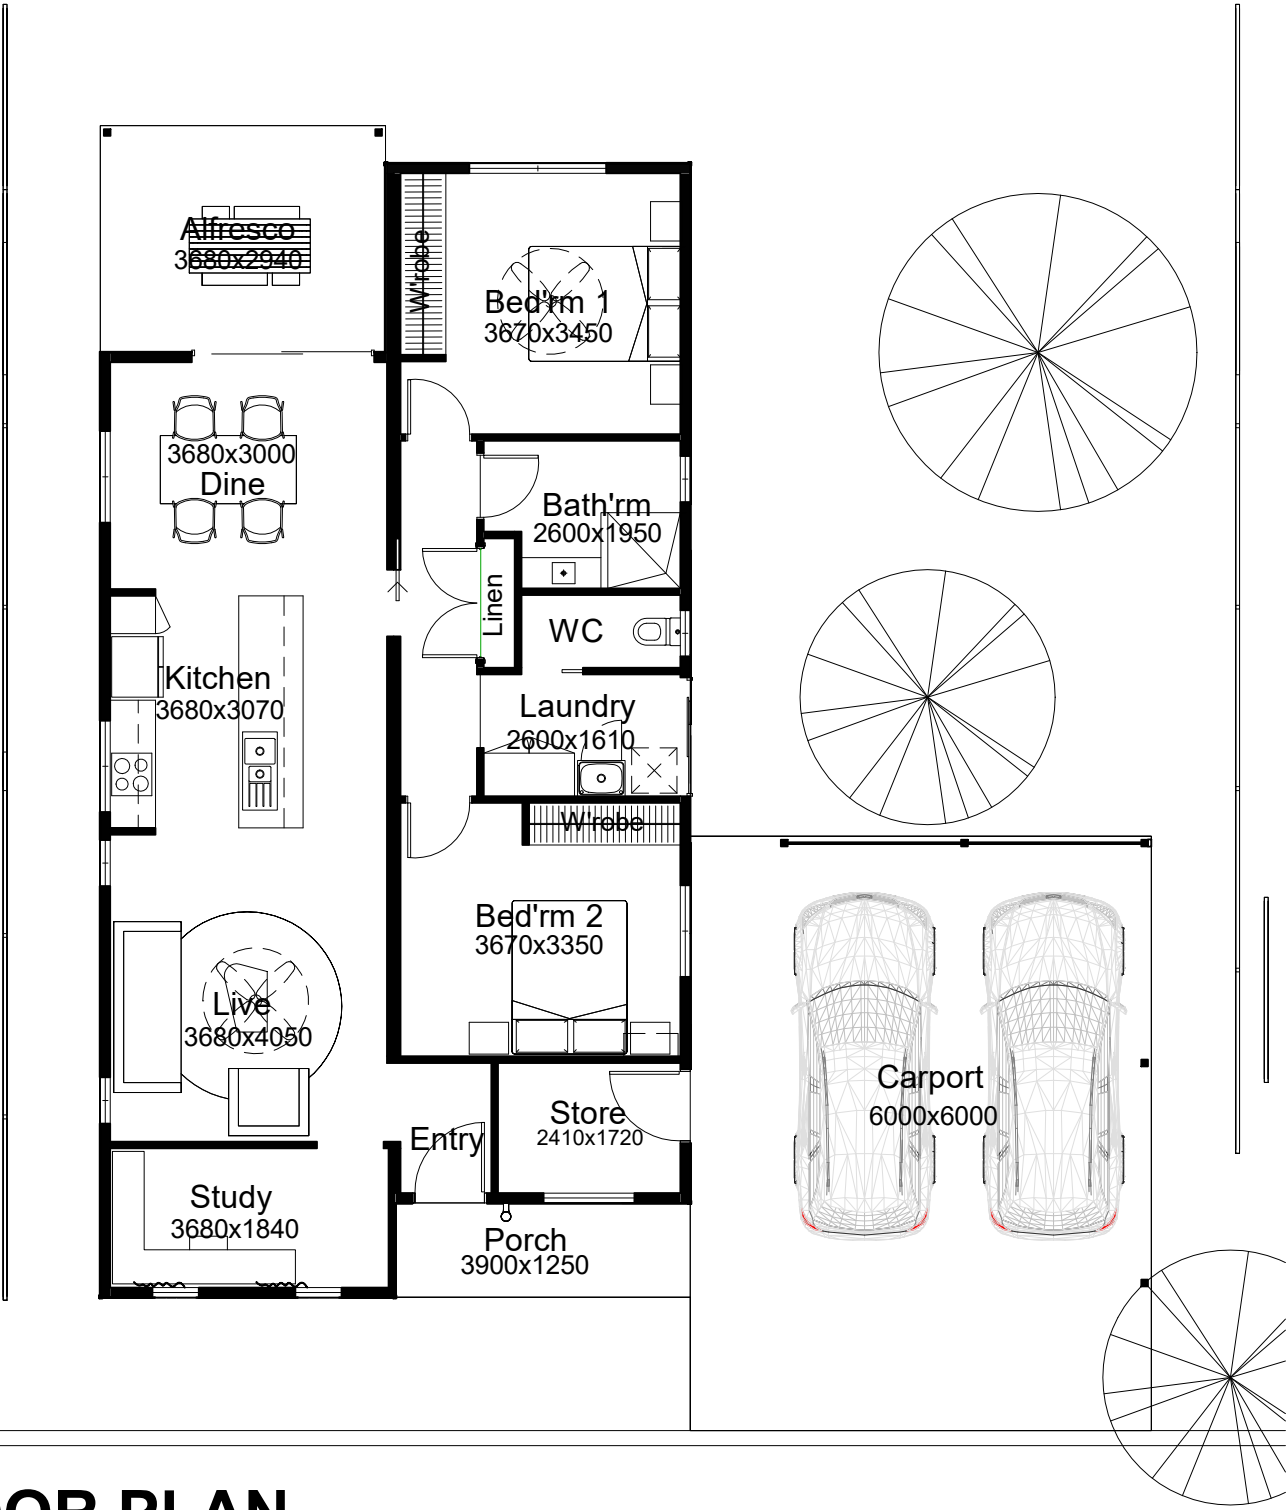 Alfresco
3680x2940
W'robe
Bed'rm 1
3670x3450
3680x3000
Dine
Bath'rm
2600x1950
Linen
WC
Kitchen
3680x3070
Laundry
2600x1610
W'robe
Bed'rm 2
3670x3350
Live
3680x4050
Carport
6000x6000
Store
2410x1720
Entry
Study
3680x1840
Porch
3900x1250
OOR PLAN